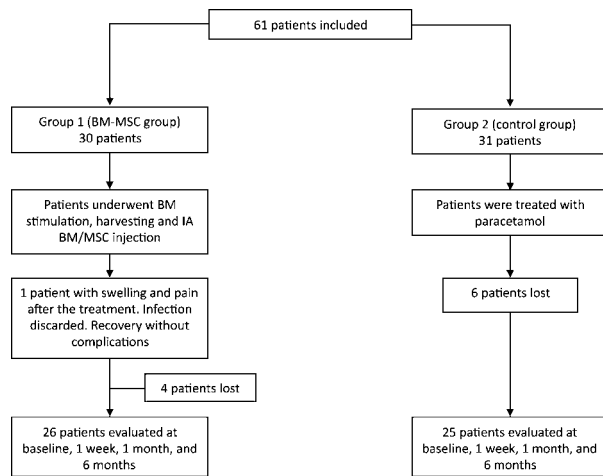 61 patients included
Group 1 (BM-MSC group)
30 patients
Group 2 (control group)
31 patients
Patients underwent BM
stimulation, harvesting and IA
BM/MSC injection
Patients were treated with
paracetamol
1 patient with swelling and pain
after the treatment. Infection
discarded. Recovery without
complications
6 patients lost
4 patients lost
26 patients evaluated at
baseline, 1 week, 1 month, and
6 months
25 patients evaluated at
baseline, 1 week, 1 month, and
6 months